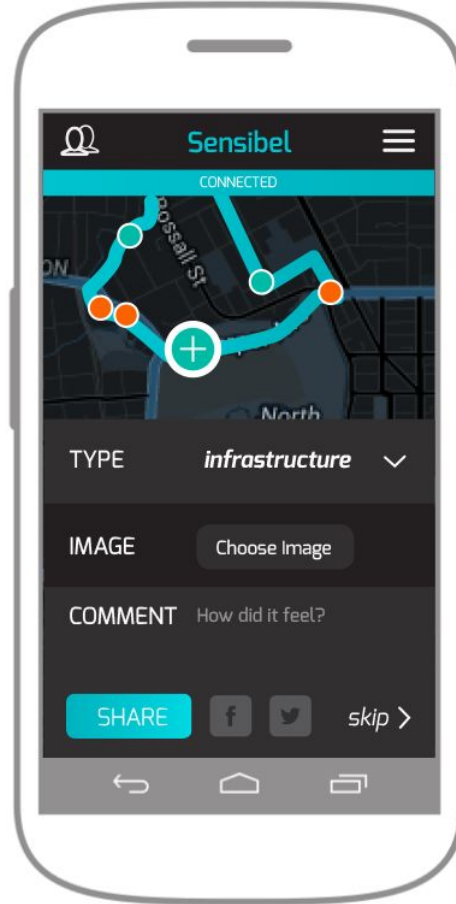 Sensibel
CONNECTED
ossall St
ON
North
TYPE infrastructure
IMAGE Choose Image
COMMENT How did it feel?
SHARE f skip >